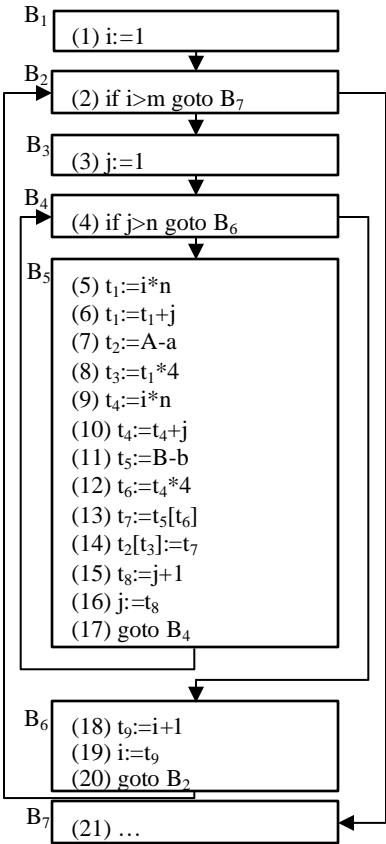 B₁
(1) i:=1
B₂
(2) if i>m goto B₇
B₃
(3) j:=1
B₄
(4) if j>n goto B₆
B₅
(5) t₁:=i*n
(6) t₁:=t₁+j
(7) t₂:=A-a
(8) t₃:=t₁*4
(9) t₄:=i*n
(10) t₄:=t₄+j
(11) t₅:=B-b
(12) t₆:=t₄*4
(13) t₇:=t₅[t₆]
(14) t₂[t₃]:=t₇
(15) t₈:=j+1
(16) j:=t₈
(17) goto B₄
B₆
(18) t₉:=i+1
(19) i:=t₉
(20) goto B₂
B₇
(21) …